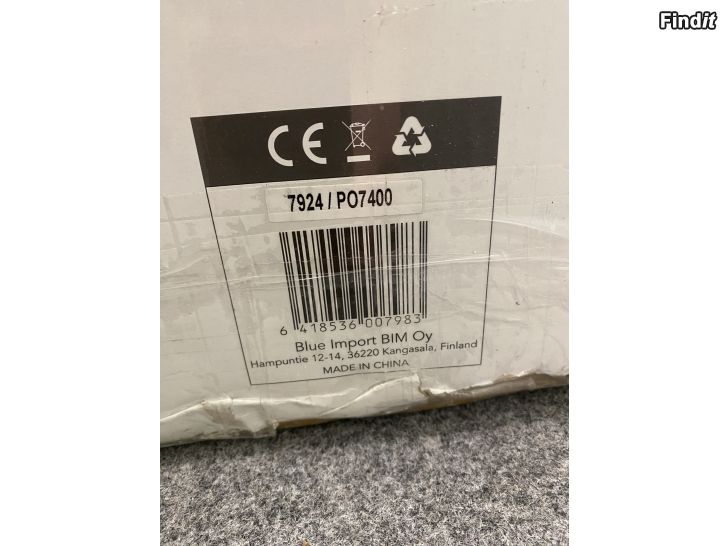 Findit
CE
7924 / PO7400
6 418536 007983
Blue Import BIM Oy
Hampuntie 12-14, 36220 Kangasala, Finland
MADE IN CHINA